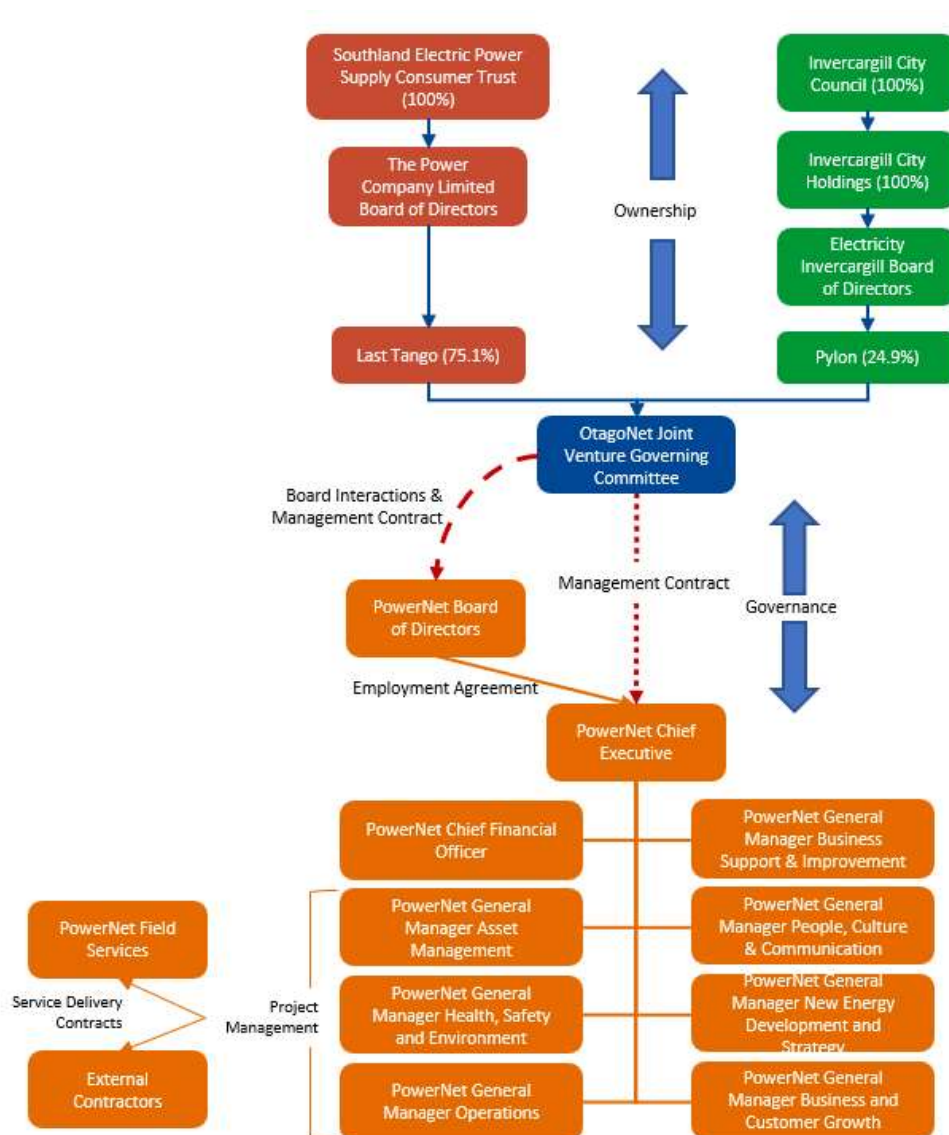 Southland Electric Power
Supply Consumer Trust
(100%)
Invercargill City
Council (100%)
The Power
Company Limited
Board of Directors
Invercargill City
Holdings (100%)
Ownership
Electricity
Invercargill Board
of Directors
Last Tango (75.1%)
Pylon (24.9%)
OtagoNet Joint
Venture Governing
Committee
Board Interactions &
Management Contract
Management Contract
Governance
PowerNet Board
of Directors
Employment Agreement
PowerNet Chief
Executive
PowerNet Chief Financial
Officer
PowerNet General
Manager Business
Support & Improvement
PowerNet General
Manager Asset
Management
PowerNet General
Manager People, Culture
& Communication
PowerNet Field
Services
Service Delivery
Contracts
Project
Management
PowerNet General
Manager Health, Safety
and Environment
PowerNet General
Manager New Energy
Development and
Strategy
External
Contractors
PowerNet General
Manager Operations
PowerNet General
Manager Business and
Customer Growth